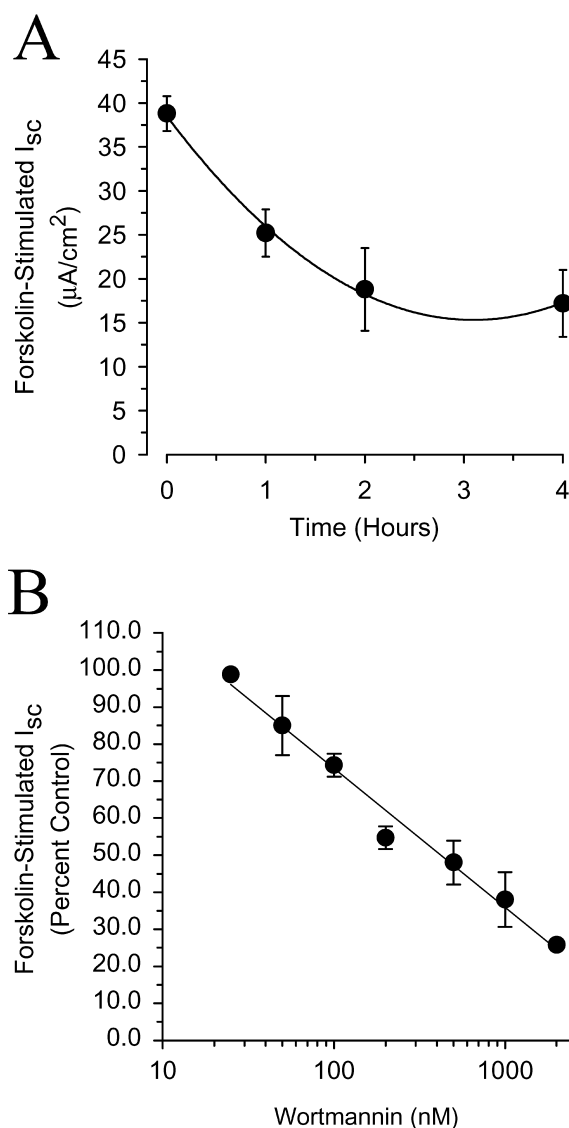 A
Forskolin-Stimulated Isc
(μA/cm²)
45
40
35
30
25
20
15
10
5
0
0 1 2 3 4
Time (Hours)
B
Forskolin-Stimulated Isc
(Percent Control)
110.0
100.0
90.0
80.0
70.0
60.0
50.0
40.0
30.0
20.0
10.0
0.0
10 100 1000
Wortmannin (nM)